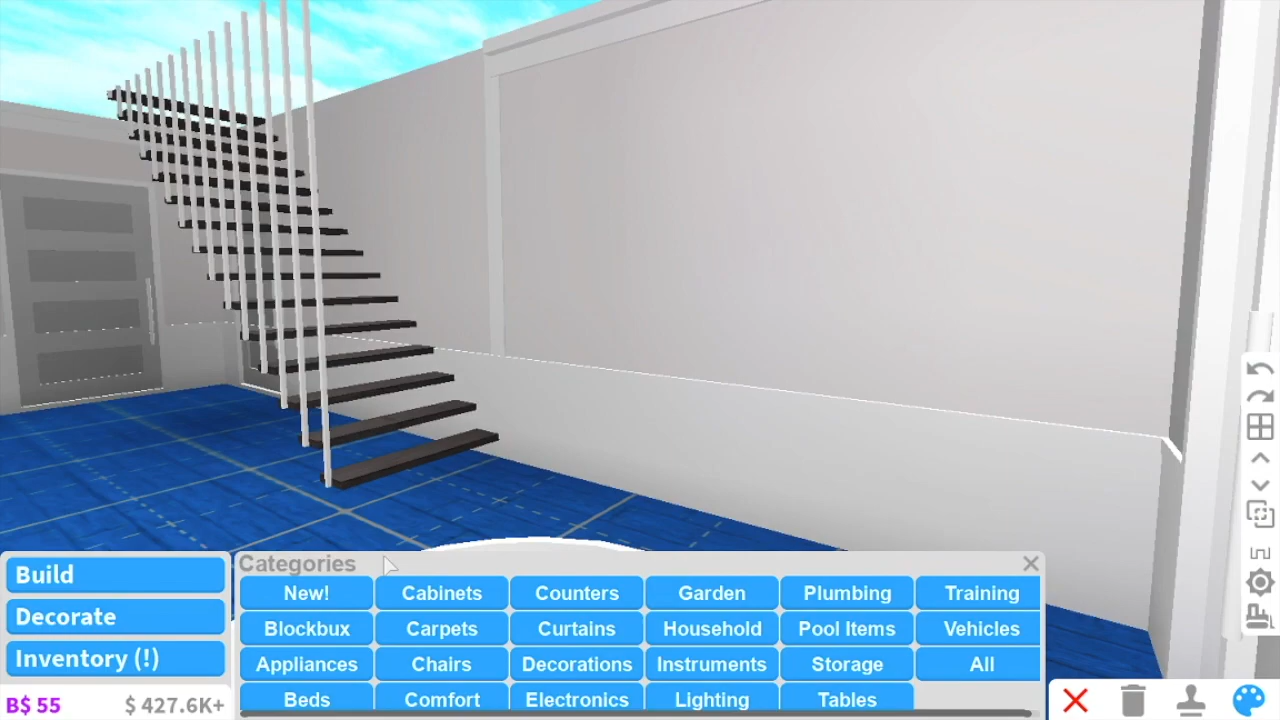 Categories
Build
Decorate
Inventory (!)
B$ 55 $ 427.6K+
New! Cabinets Counters Garden Plumbing Training
Blockbux Carpets Curtains Household Pool Items Vehicles
Appliances Chairs Decorations Instruments Storage All
Beds Comfort Electronics Lighting Tables